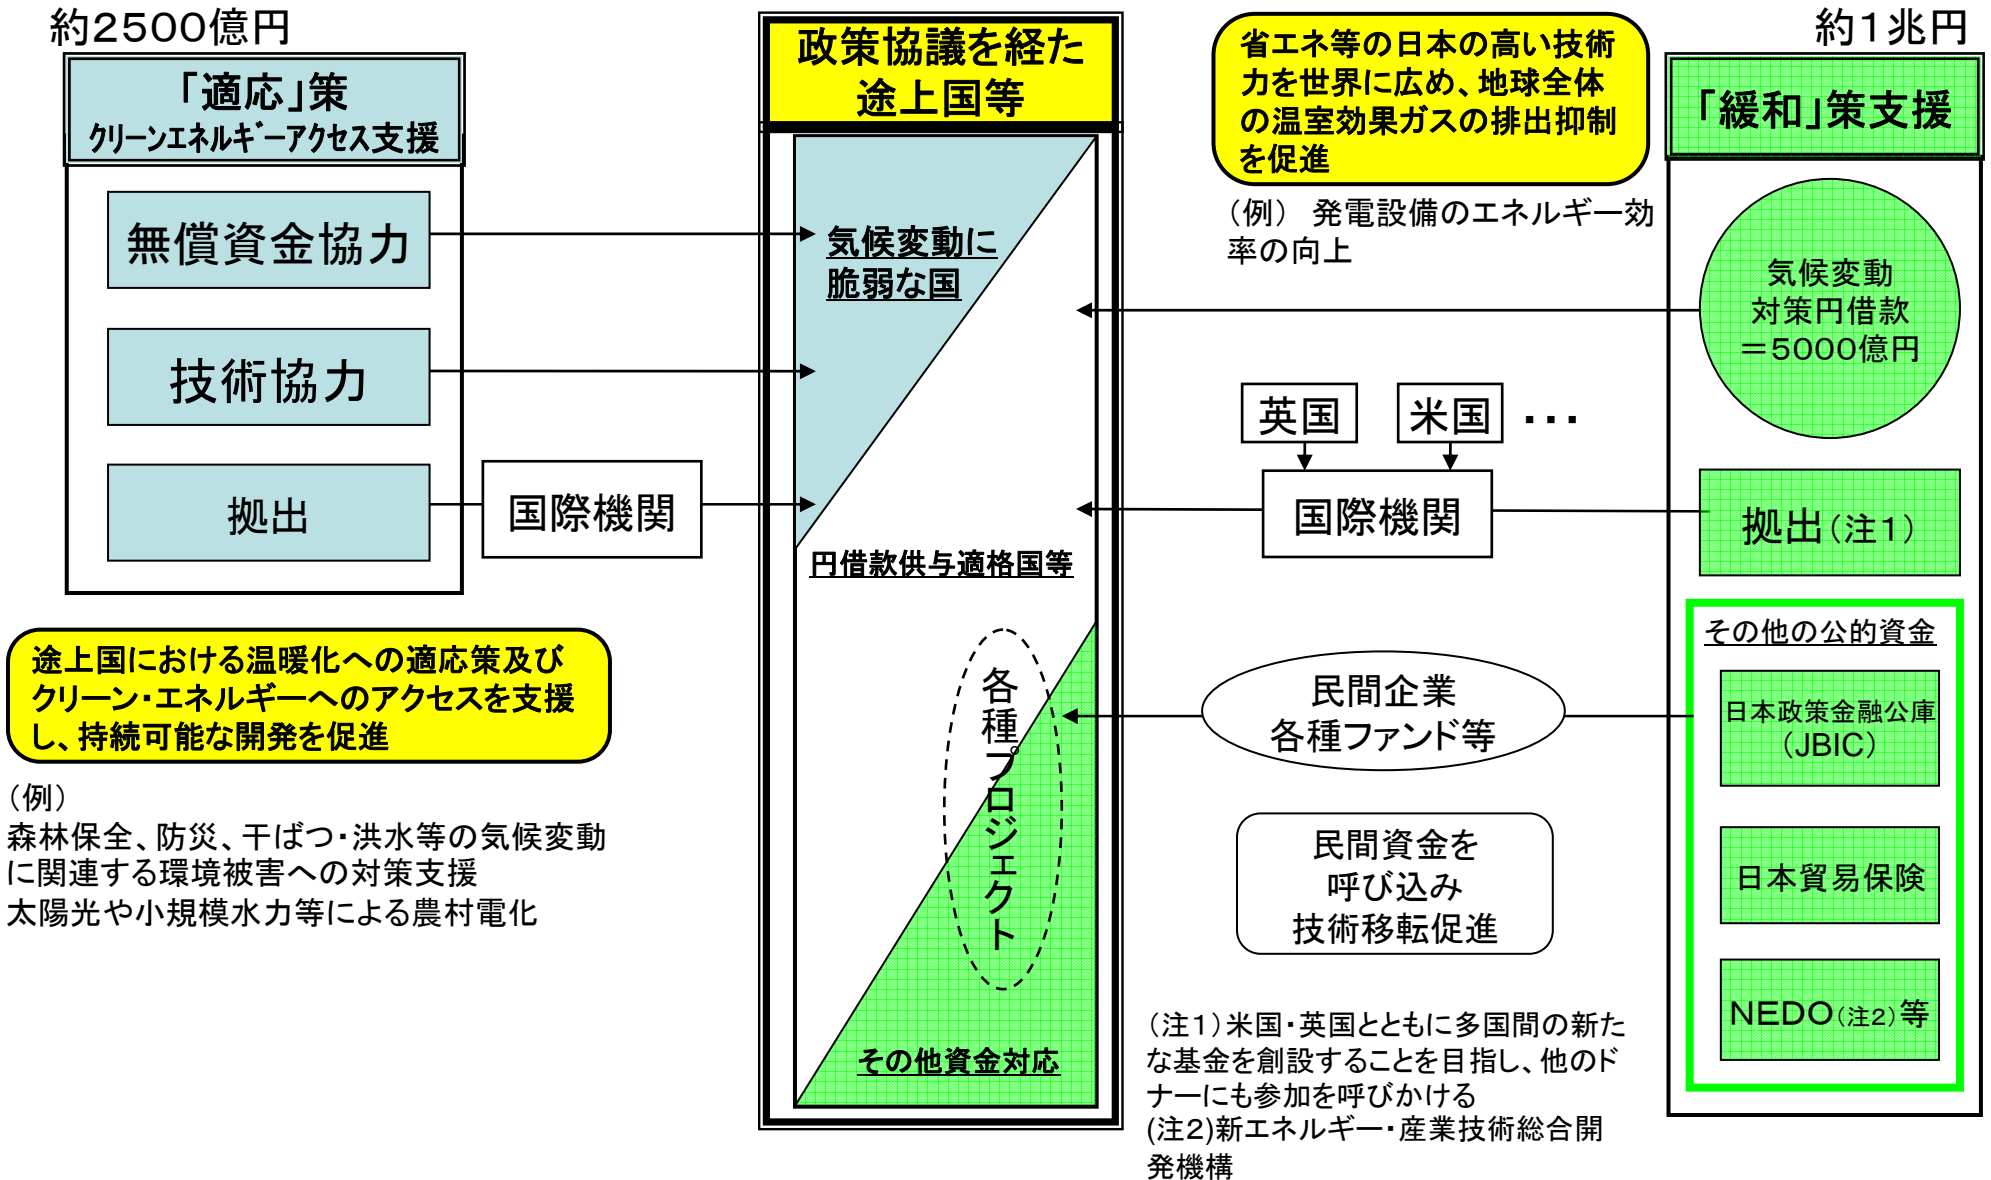 約2500億円
「適応」策
クリーンエネルギーアクセス支援
無償資金協力
技術協力
拠出
国際機関
途上国における温暖化への適応策及び
クリーン・エネルギーへのアクセスを支援
し、持続可能な開発を促進
（例）
森林保全、防災、干ばつ・洪水等の気候変動
に関連する環境被害への対策支援
太陽光や小規模水力等による農村電化
政策協議を経た
途上国等
気候変動に
脆弱な国
円借款供与適格国等
各種プロジェクト
その他資金対応
省エネ等の日本の高い技術
力を世界に広め、地球全体
の温室効果ガスの排出抑制
を促進
（例） 発電設備のエネルギー効
率の向上
英国
米国
・・・
国際機関
民間企業
各種ファンド等
民間資金を
呼び込み
技術移転促進
（注１）米国・英国とともに多国間の新た
な基金を創設することを目指し、他のド
ナーにも参加を呼びかける
(注２)新エネルギー・産業技術総合開
発機構
約１兆円
「緩和」策支援
気候変動
対策円借款
＝5000億円
拠出（注１）
その他の公的資金
日本政策金融公庫
（JBIC）
日本貿易保険
NEDO（注２）等